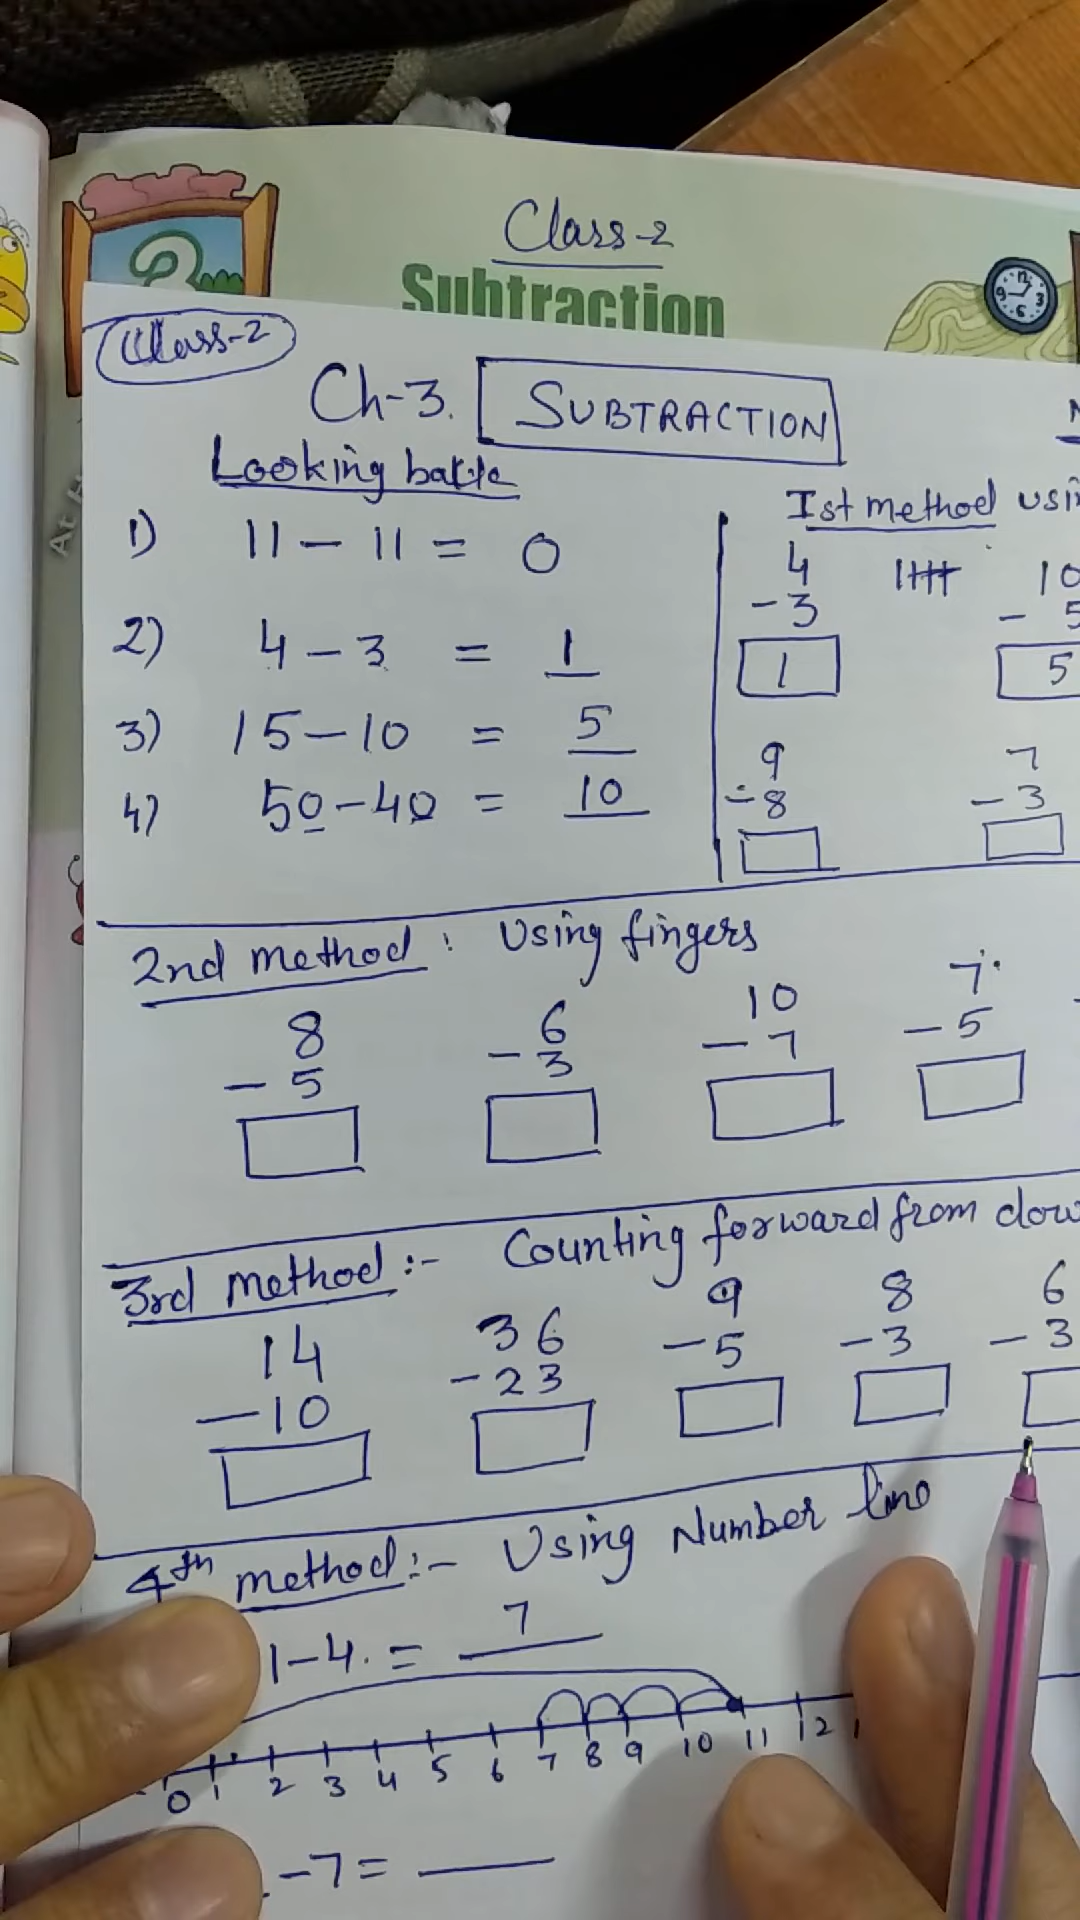 Class-2
Subtraction
Class-2
Ch-3. SUBTRACTION
Looking back
1) 11 - 11 = 0
2) 4 - 3 = 1
3) 15 - 10 = 5
4) 50 - 40 = 10
Ist method
4 10
- 3 - 5
1 5
9 7
- 8 - 3
2nd method : Using fingers
8 6 10 7
- 5 - 3 - 7 - 5
3rd method :- Counting forward from
14 36 9 8 6
- 10 - 23 - 5 - 3 - 3
4th method :- Using Number line
1 - 4. = 7
0 1 2 3 4 5 6 7 8 9 10 11 12
- 7 =